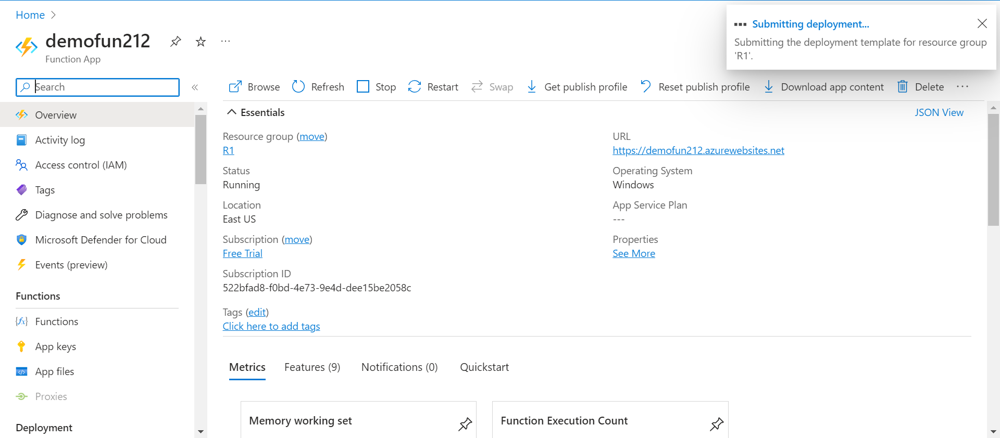 Home
demofun212
Function App
Submitting deployment...
Submitting the deployment template for resource group
'R1'.
Search
Browse Refresh Stop Restart Swap Get publish profile Reset publish profile Download app content Delete
Overview
Activity log
Access control (IAM)
Tags
Diagnose and solve problems
Microsoft Defender for Cloud
Events (preview)
Functions
Functions
App keys
App files
Proxies
Deployment
Essentials
JSON View
Resource group (move)
R1
Status
Running
Location
East US
Subscription (move)
Free Trial
Subscription ID
522bfad8-f0bd-4e73-9e4d-dee15be2058c
Tags (edit)
Click here to add tags
URL
https://demofun212.azurewebsites.net
Operating System
Windows
App Service Plan
---
Properties
See More
Metrics Features (9) Notifications (0) Quickstart
Memory working set
Function Execution Count